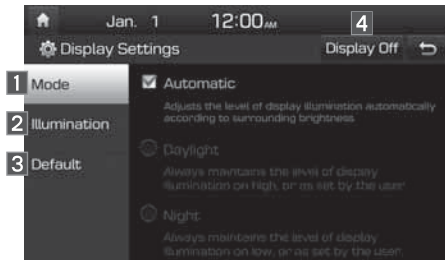 Jan. 1 12:00 AM
4
Display Settings Display Off
1 Mode
Automatic
Adjusts the level of display illumination automatically
according to surrounding brightness
2 Illumination
Daylight
Always maintains the level of display
illumination on high, or as set by the user
3 Default
Night
Always maintains the level of display
illumination on low, or as set by the user